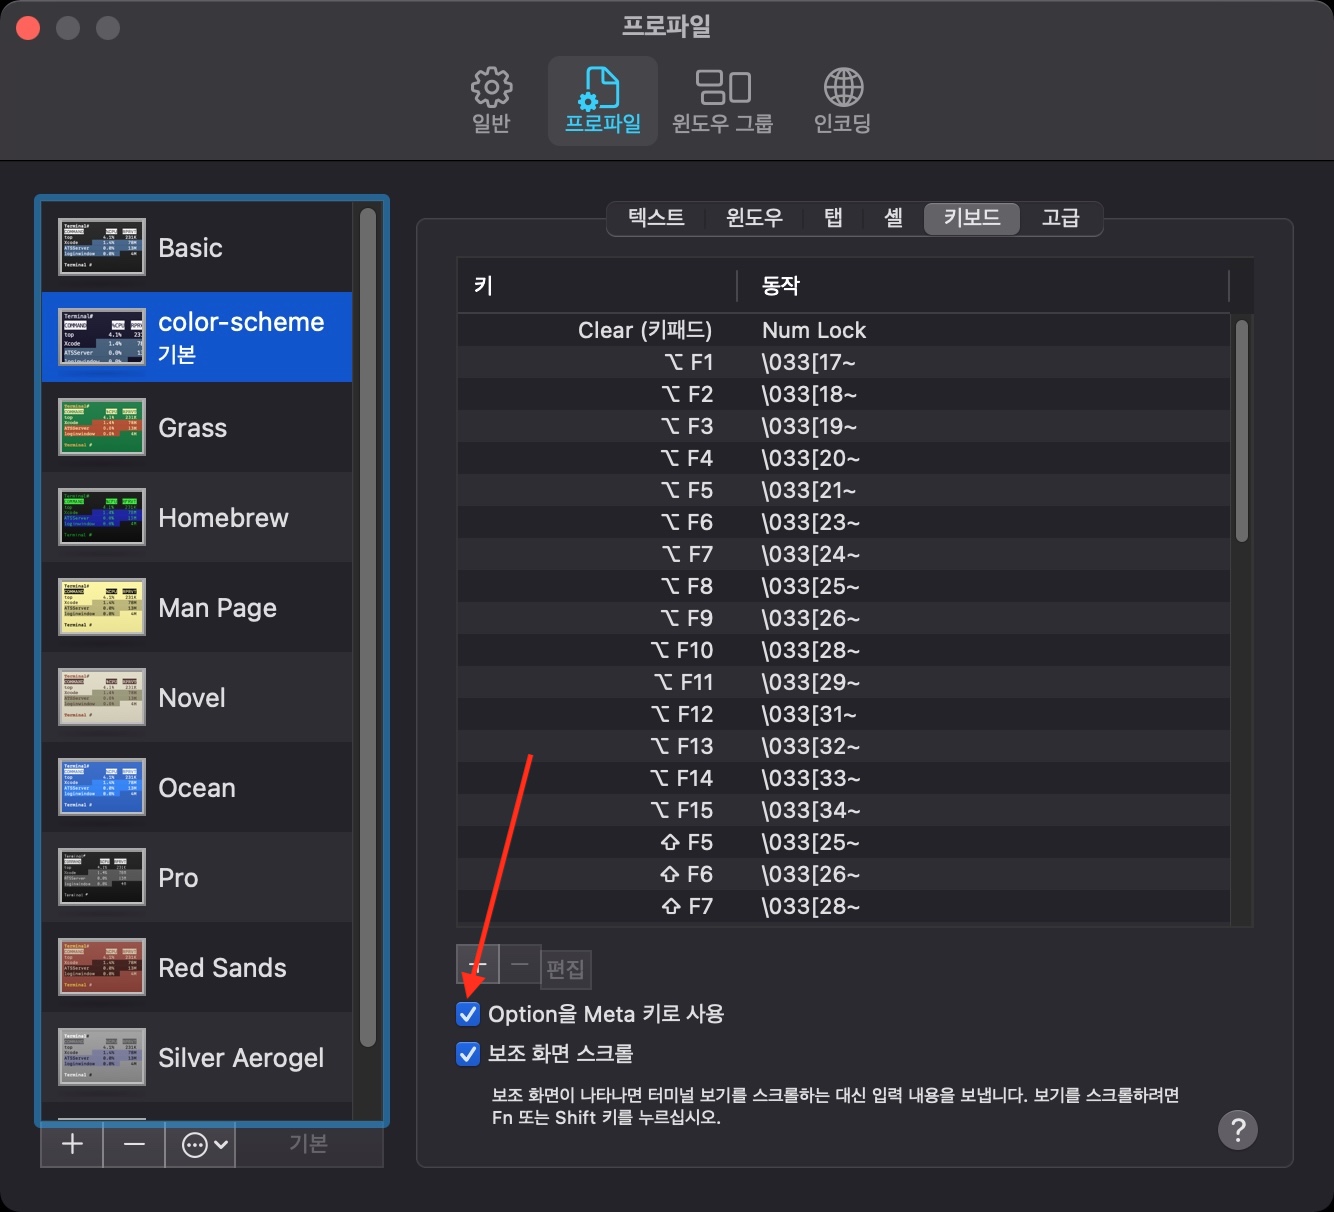 프로파일
일반
프로파일
윈도우 그룹
인코딩
Basic
color-scheme
기본
Grass
Homebrew
Man Page
Novel
Ocean
Pro
Red Sands
Silver Aerogel
기본
텍스트 윈도우 탭 셸 키보드 고급
키 동작
Clear (키패드) Num Lock
⌥ F1 \033[17~
⌥ F2 \033[18~
⌥ F3 \033[19~
⌥ F4 \033[20~
⌥ F5 \033[21~
⌥ F6 \033[23~
⌥ F7 \033[24~
⌥ F8 \033[25~
⌥ F9 \033[26~
⌥ F10 \033[28~
⌥ F11 \033[29~
⌥ F12 \033[31~
⌥ F13 \033[32~
⌥ F14 \033[33~
⌥ F15 \033[34~
⇧ F5 \033[25~
⇧ F6 \033[26~
⇧ F7 \033[28~
편집
Option을 Meta 키로 사용
보조 화면 스크롤
보조 화면이 나타나면 터미널 보기를 스크롤하는 대신 입력 내용을 보냅니다. 보기를 스크롤하려면
Fn 또는 Shift 키를 누르십시오.
?